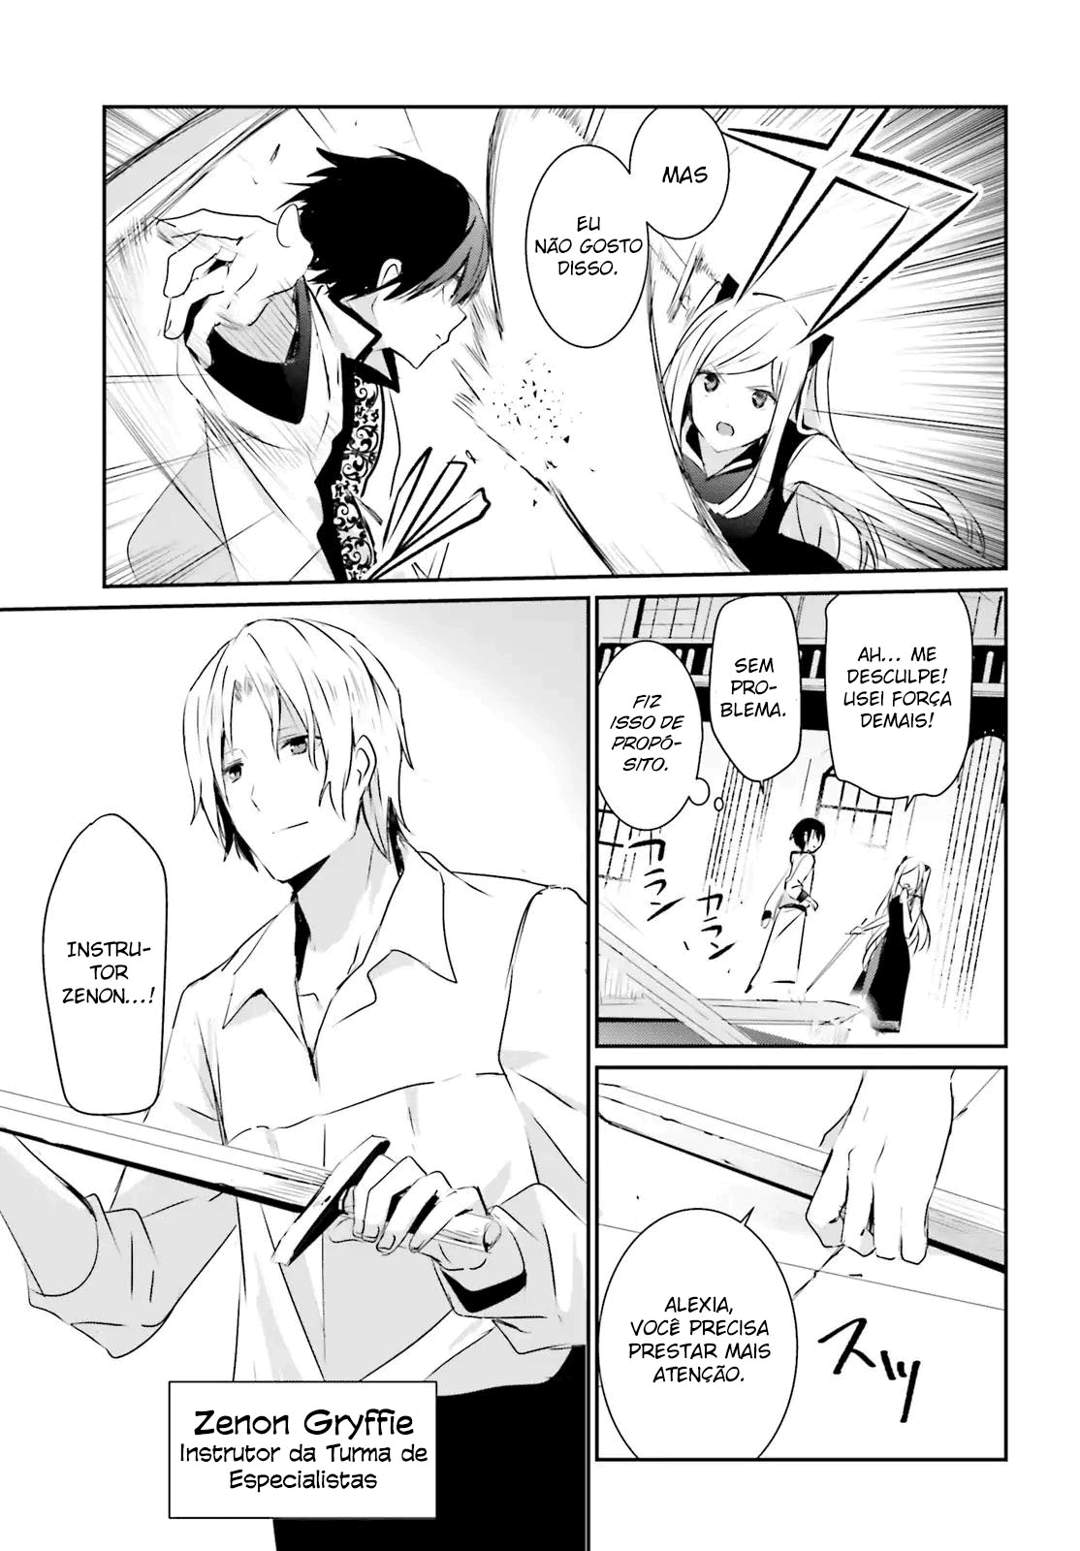 MAS
EU
NÃO GOSTO
DISSO.
AH... ME
DESCULPE!
USEI FORÇA
DEMAIS!
SEM
PRO-
BLEMA.
FIZ
ISSO DE
PROPÓ-
SITO.
カラン
カラン
ALEXIA,
VOCÊ PRECISA
PRESTAR MAIS
ATENÇÃO.
スッ
INSTRU-
TOR
ZENON...!
Zenon Gryffie
Instrutor da Turma de
Especialistas